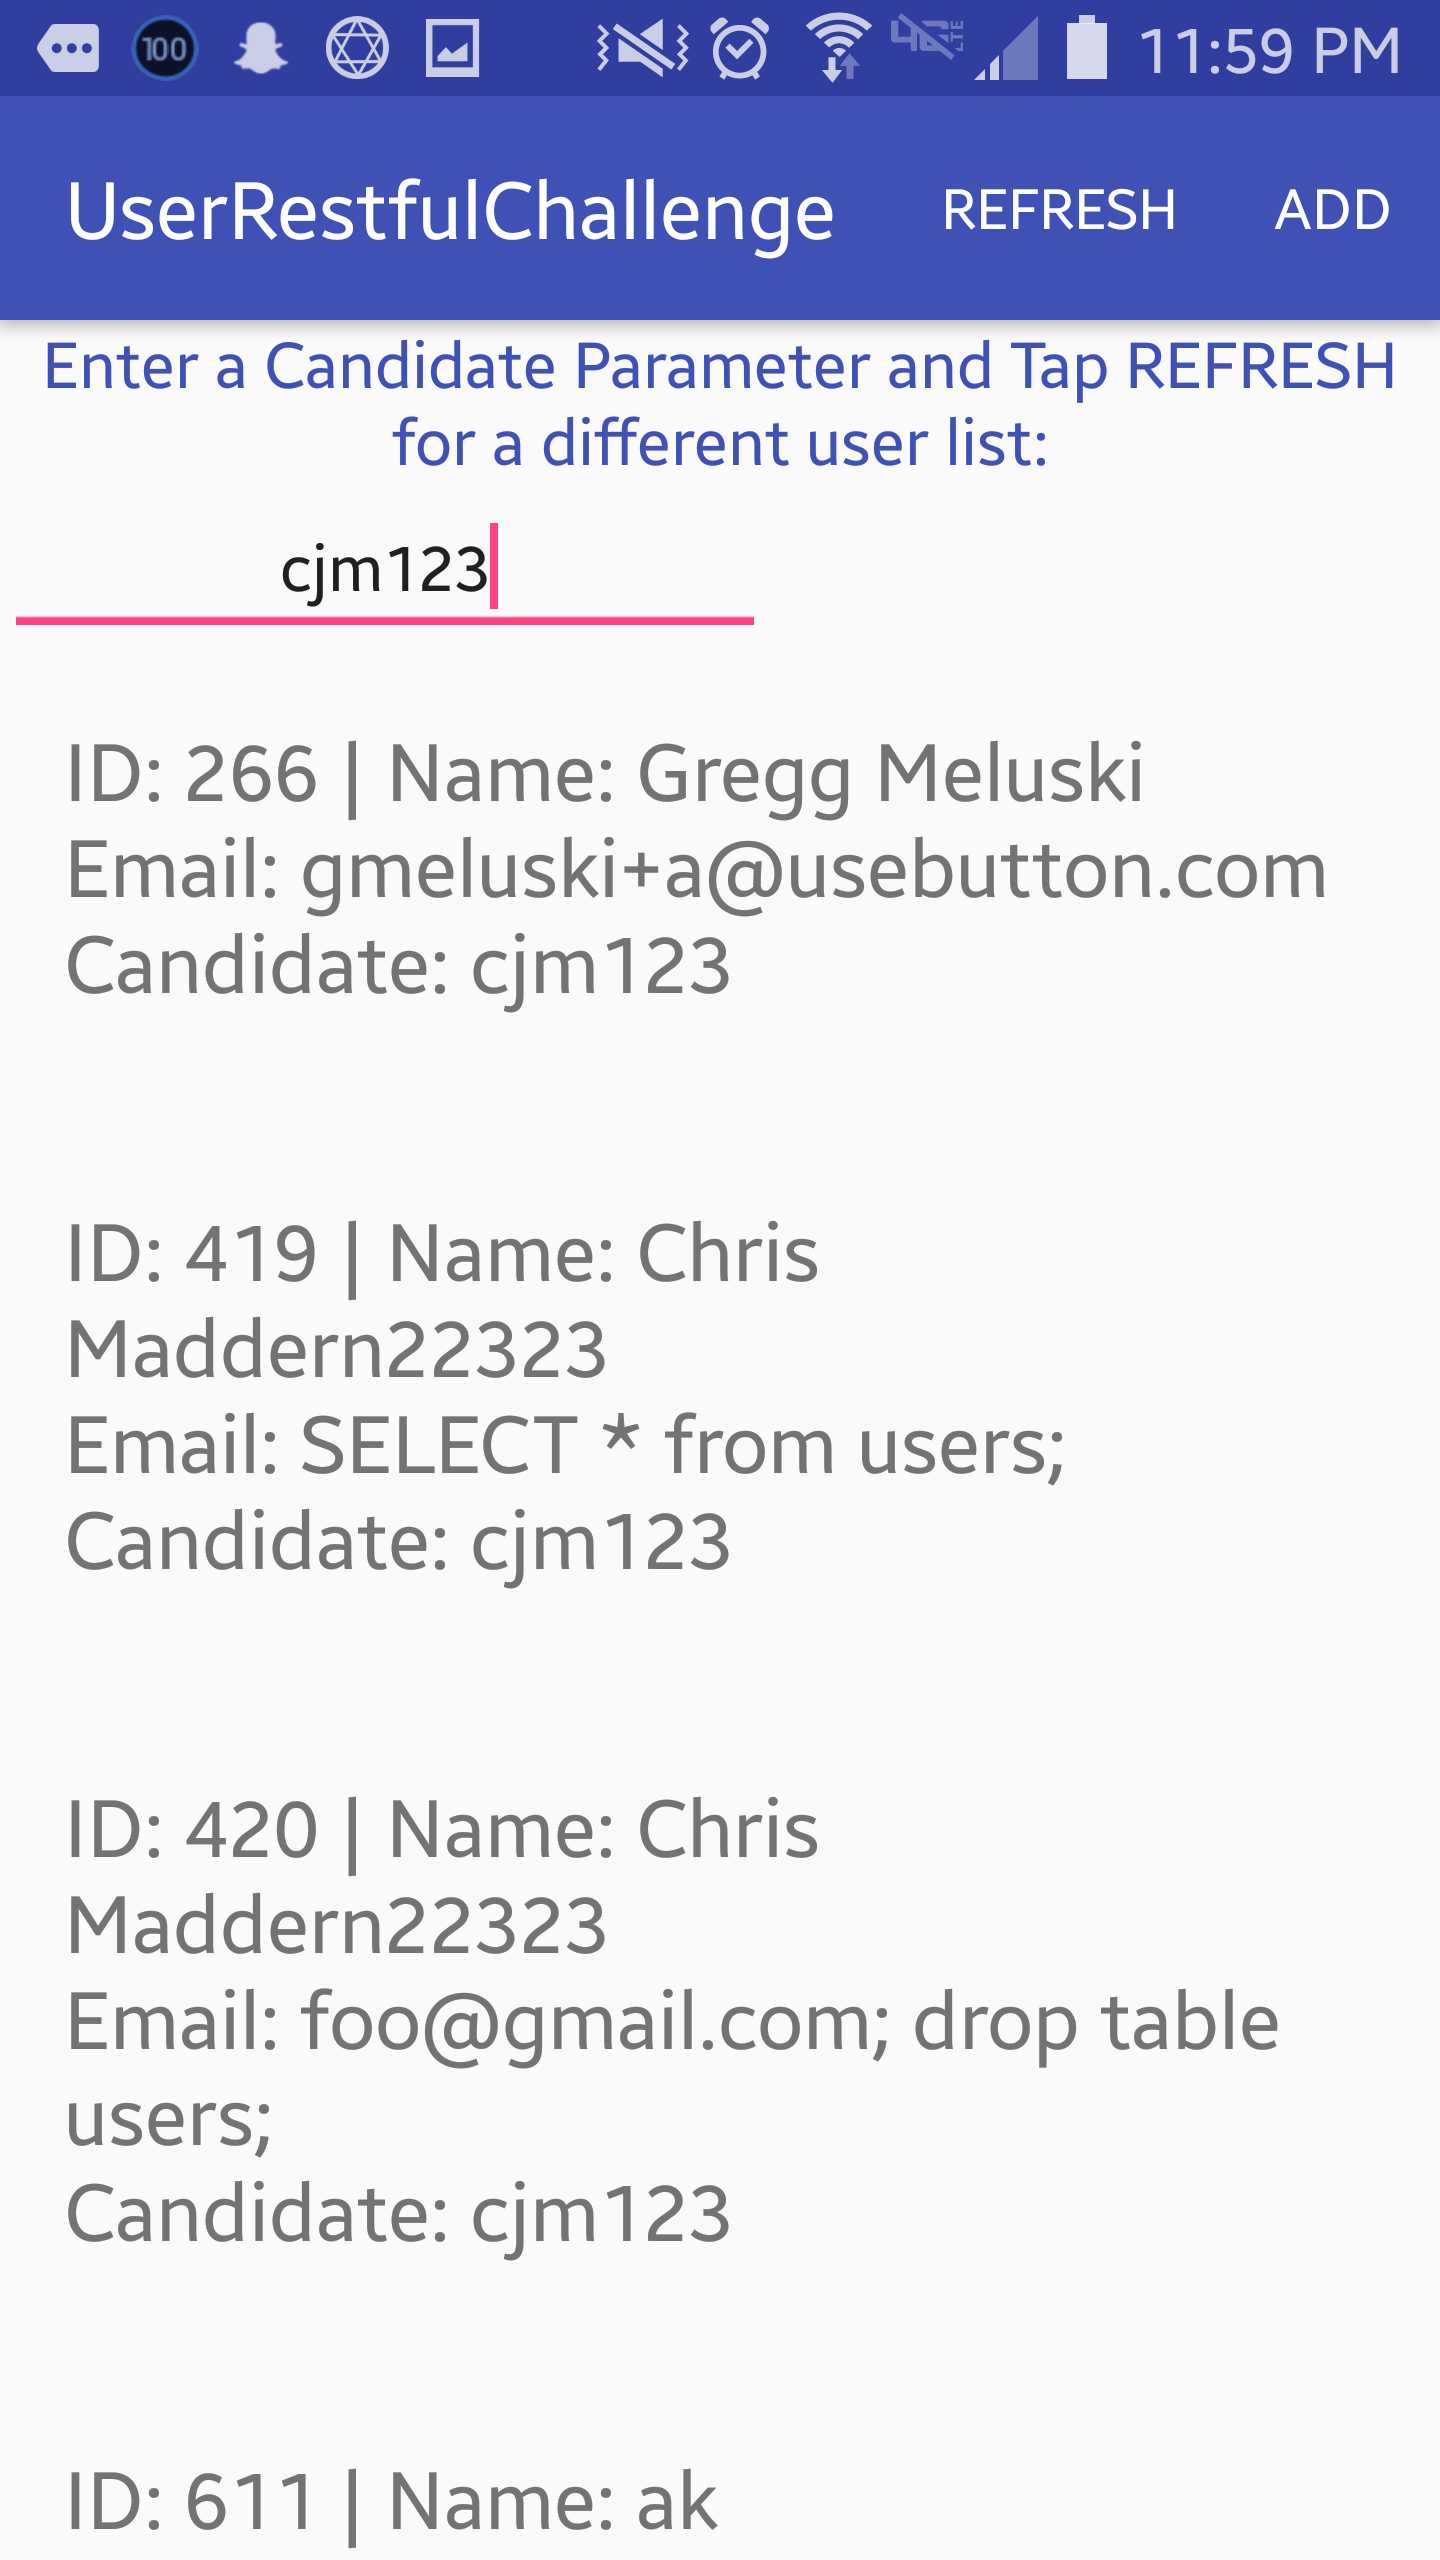 100 4G LTE 11:59 PM
UserRestfulChallenge REFRESH ADD
Enter a Candidate Parameter and Tap REFRESH
for a different user list:
cjm123
ID: 266 | Name: Gregg Meluski
Email: gmeluski+a@usebutton.com
Candidate: cjm123
ID: 419 | Name: Chris
Maddern22323
Email: SELECT * from users;
Candidate: cjm123
ID: 420 | Name: Chris
Maddern22323
Email: foo@gmail.com; drop table
users;
Candidate: cjm123
ID: 611 | Name: ak